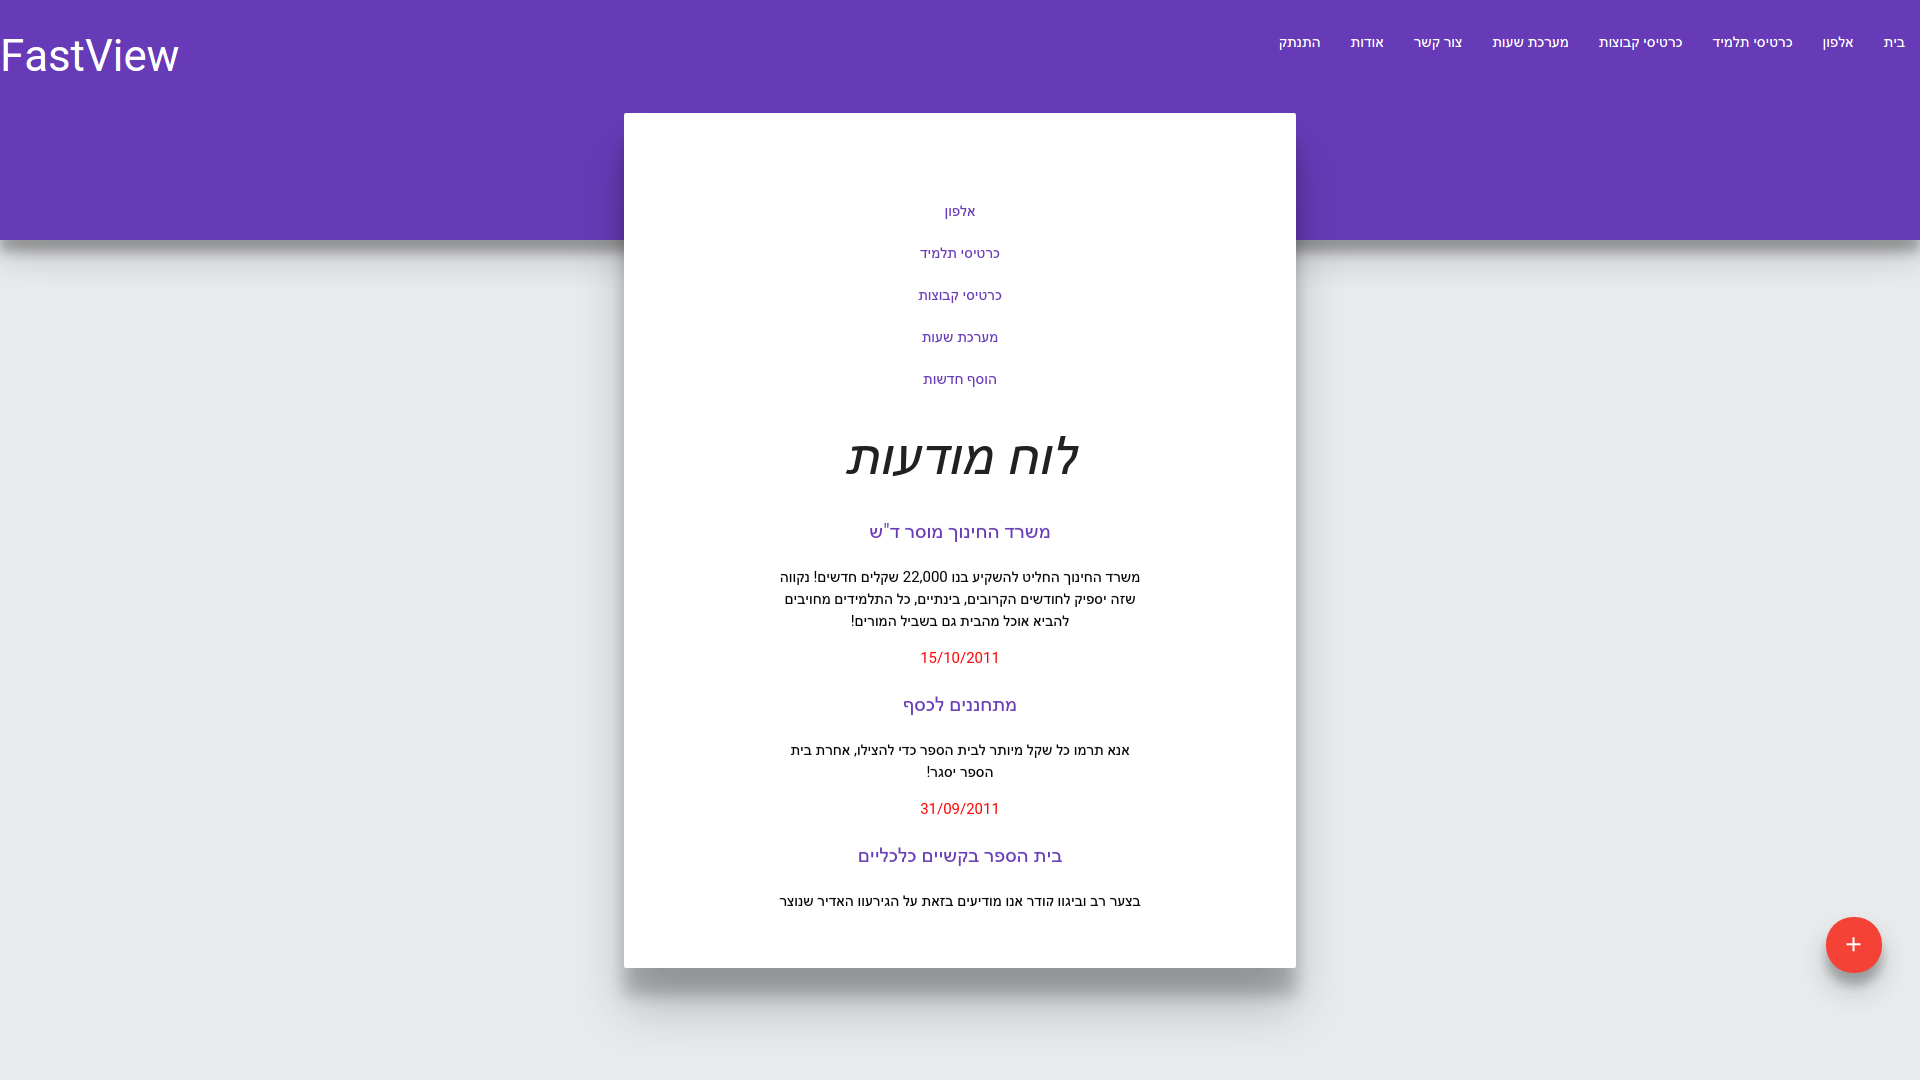 FastView
בית
אלפון
כרטיסי תלמיד
כרטיסי קבוצות
מערכת שעות
צור קשר
אודות
התנתק
אלפון
כרטיסי תלמיד
כרטיסי קבוצות
מערכת שעות
הוסף חדשות
לוח מודעות
משרד החינוך מוסר ד"ש
משרד החינוך החליט להשקיע בנו 22,000 שקלים חדשים! נקווה
שזה יספיק לחודשים הקרובים, בינתיים, כל התלמידים מחויבים
להביא אוכל מהבית גם בשביל המורים!
15/10/2011
מתחננים לכסף
אנא תרמו כל שקל מיותר לבית הספר כדי להצילו, אחרת בית
הספר יסגר!
31/09/2011
בית הספר בקשיים כלכליים
בצער רב וביגון קודר אנו מודיעים בזאת על הגירעון האדיר שנוצר
+